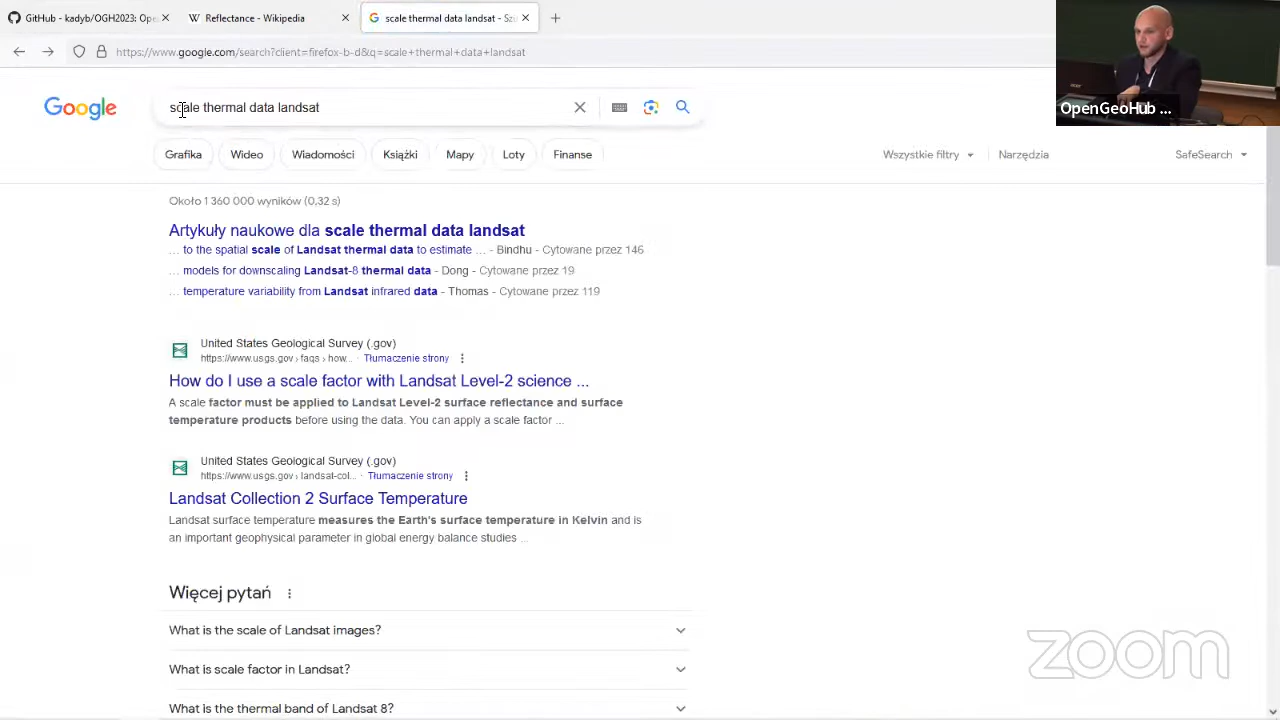 GitHub - kadyb/OGH2023: Ope
Reflectance - Wikipedia
scale thermal data landsat - Szu
https://www.google.com/search?client=firefox-b-d&q=scale+thermal+data+landsat
OpenGeoHub ...
Google
scale thermal data landsat
Grafika Wideo Wiadomości Książki Mapy Loty Finanse Wszystkie filtry Narzędzia SafeSearch
Około 1 360 000 wyników (0,32 s)
Artykuły naukowe dla scale thermal data landsat
... to the spatial scale of Landsat thermal data to estimate ... - Bindhu - Cytowane przez 146
... models for downscaling Landsat-8 thermal data - Dong - Cytowane przez 19
... temperature variability from Landsat infrared data - Thomas - Cytowane przez 119
United States Geological Survey (.gov)
https://www.usgs.gov › faqs › how... · Tłumaczenie strony
How do I use a scale factor with Landsat Level-2 science ...
A scale factor must be applied to Landsat Level-2 surface reflectance and surface
temperature products before using the data. You can apply a scale factor ...
United States Geological Survey (.gov)
https://www.usgs.gov › landsat-col... · Tłumaczenie strony
Landsat Collection 2 Surface Temperature
Landsat surface temperature measures the Earth's surface temperature in Kelvin and is
an important geophysical parameter in global energy balance studies ...
Więcej pytań
What is the scale of Landsat images?
What is scale factor in Landsat?
What is the thermal band of Landsat 8?
zoom